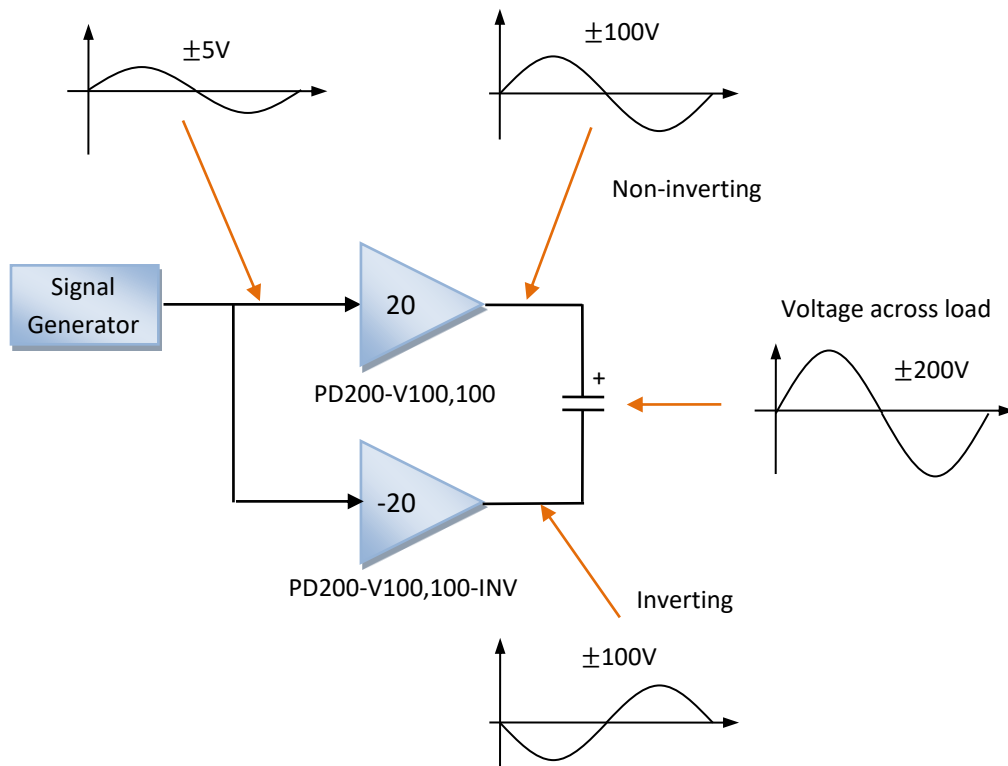 ±5V
±100V
Non-inverting
Signal
Generator
20
Voltage across load
±200V
+
PD200-V100,100
-20
PD200-V100,100-INV
Inverting
±100V